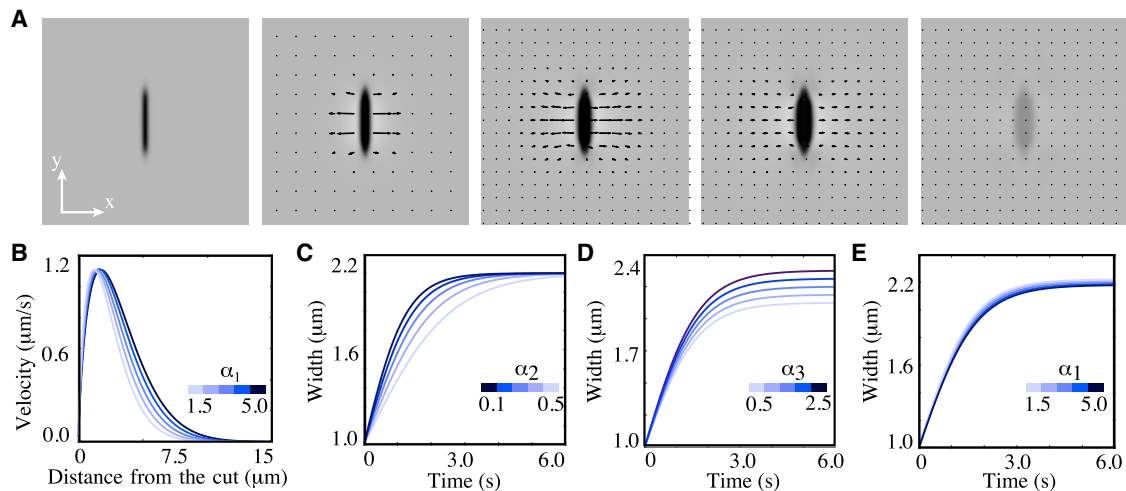 A
y
x
B
1.2
0.6
0.0
Velocity (μm/s)
α1
1.5 5.0
7.5 15
Distance from the cut (μm)
C
2.2
1.6
1.0
Width (μm)
α2
0.1 0.5
0 3.0 6.0
Time (s)
D
2.4
1.7
1.0
Width (μm)
α3
0.5 2.5
0 3.0 6.0
Time (s)
E
2.2
1.6
1.0
Width (μm)
α1
1.5 5.0
0 3.0 6.0
Time (s)